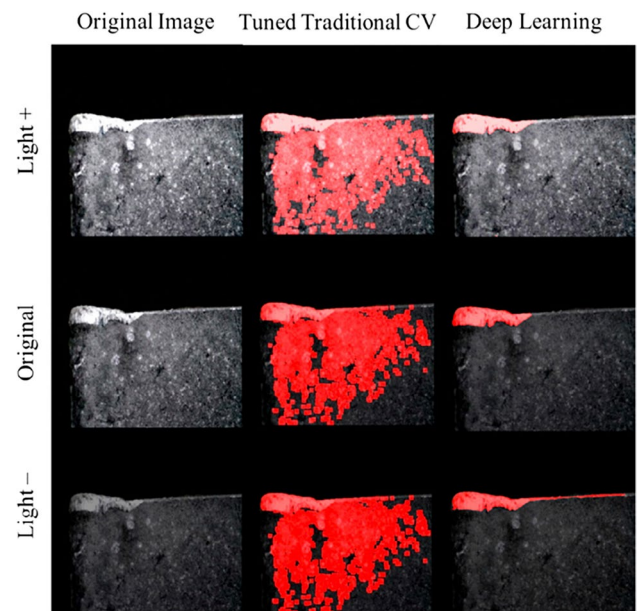 Original Image Tuned Traditional CV Deep Learning
Light +
Original
Light –